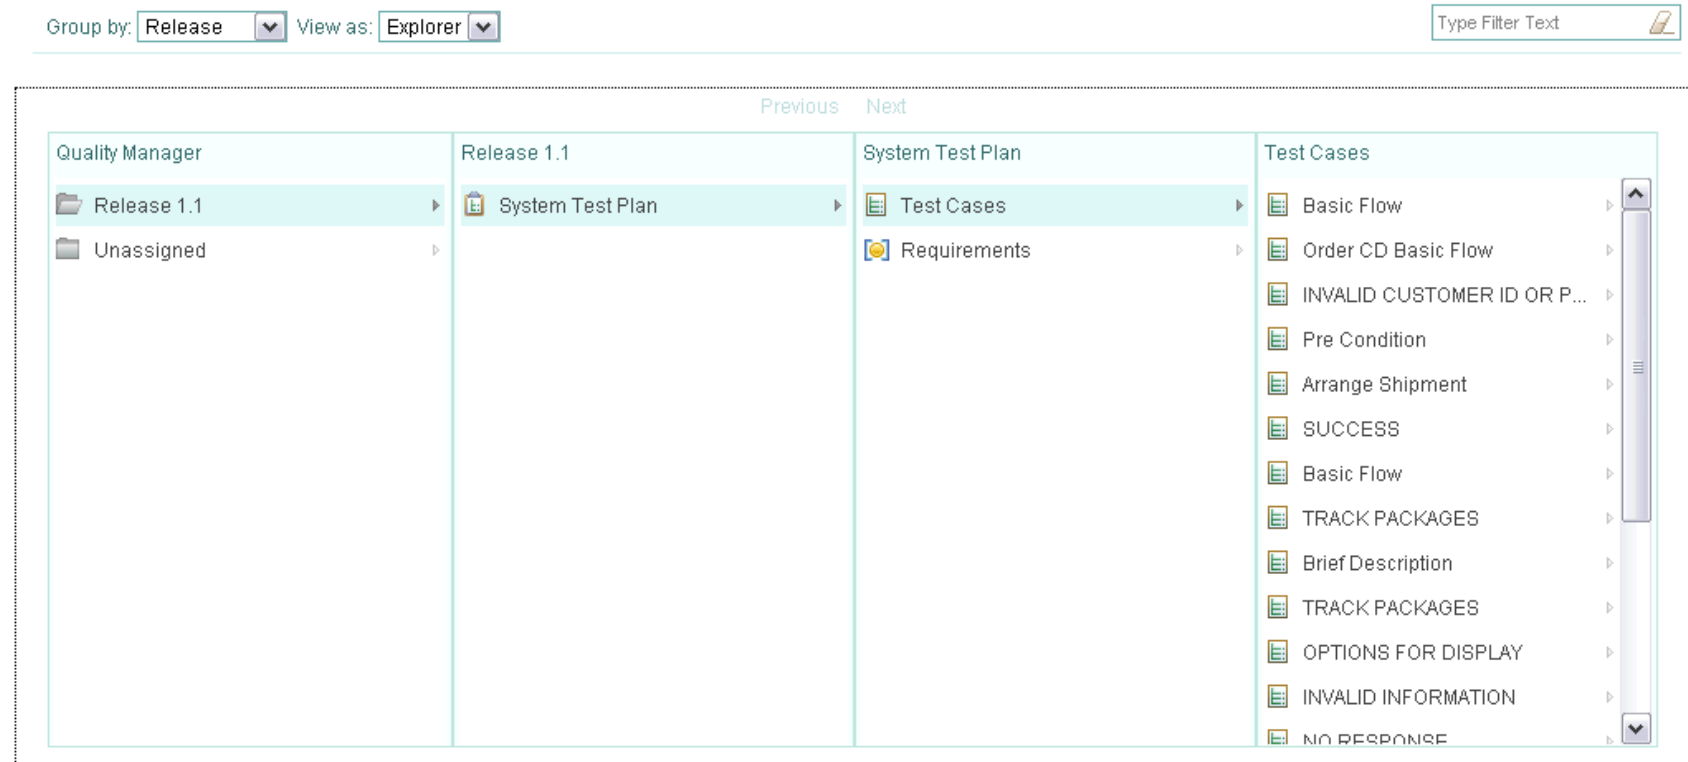 Group by: Release View as: Explorer Type Filter Text
Previous Next
Quality Manager
Release 1.1
Unassigned
Release 1.1
System Test Plan
System Test Plan
Test Cases
Requirements
Test Cases
Basic Flow
Order CD Basic Flow
INVALID CUSTOMER ID OR P...
Pre Condition
Arrange Shipment
SUCCESS
Basic Flow
TRACK PACKAGES
Brief Description
TRACK PACKAGES
OPTIONS FOR DISPLAY
INVALID INFORMATION
NO RESPONSE